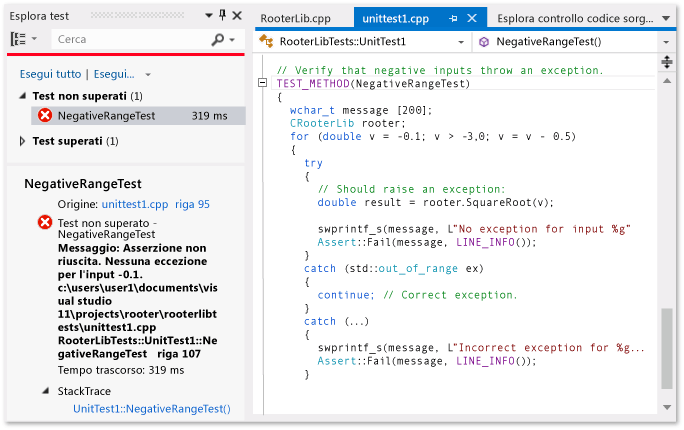 Esplora test
Cerca
Esegui tutto | Esegui...
Test non superati (1)
NegativeRangeTest 319 ms
Test superati (1)
NegativeRangeTest
Origine: unittest1.cpp riga 95
Test non superato -
NegativeRangeTest
Messaggio: Asserzione non
riuscita. Nessuna eccezione
per l'input -0.1.
c:\users\user1\documents\vis
ual studio
11\projects\rooter\rooterlibt
ests\unittest1.cpp
RooterLibTests::UnitTest1::Ne
gativeRangeTest riga 107
Tempo trascorso: 319 ms
StackTrace
UnitTest1::NegativeRangeTest()
RooterLib.cpp unittest1.cpp Esplora controllo codice sorg...
RooterLibTests::UnitTest1 NegativeRangeTest()
// Verify that negative inputs throw an exception.
TEST_METHOD(NegativeRangeTest)
{
wchar_t message [200];
CRooterLib rooter;
for (double v = -0.1; v > -3,0; v = v - 0.5)
{
try
{
// Should raise an exception:
double result = rooter.SquareRoot(v);
swprintf_s(message, L"No exception for input %g"
Assert::Fail(message, LINE_INFO());
}
catch (std::out_of_range ex)
{
continue; // Correct exception.
}
catch (...)
{
swprintf_s(message, L"Incorrect exception for %g...
Assert::Fail(message, LINE_INFO());
}